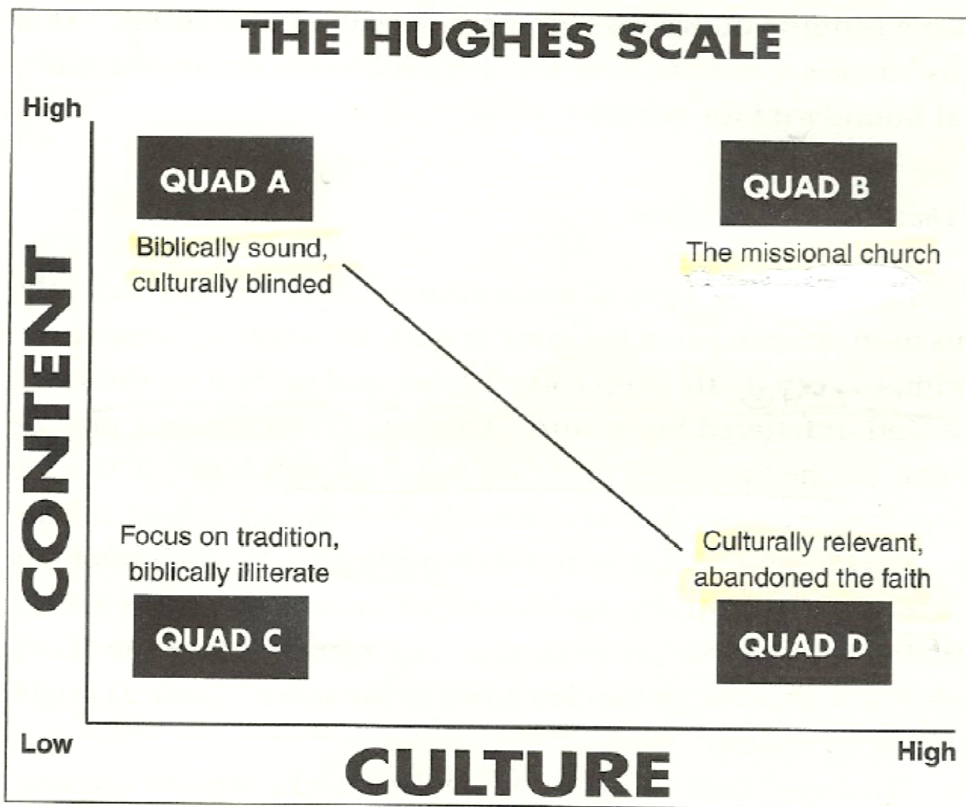 THE HUGHES SCALE
High
QUAD A
QUAD B
Biblically sound,
culturally blinded
The missional church
CONTENT
Focus on tradition,
biblically illiterate
Culturally relevant,
abandoned the faith
QUAD C
QUAD D
Low
CULTURE
High